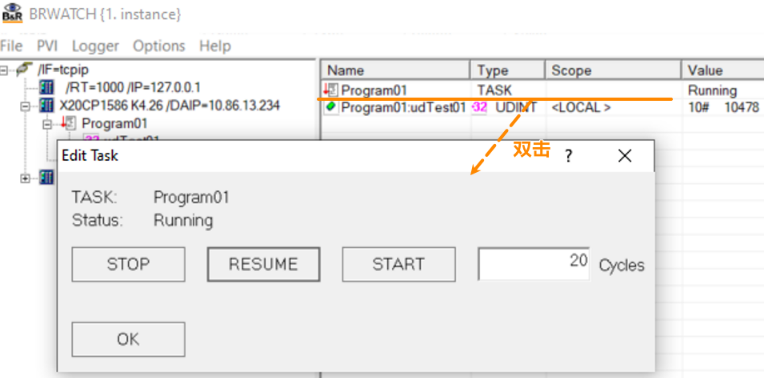 B&R BRWATCH {1. instance}
File PVI Logger Options Help
/IF=tcpip
/RT=1000 /IP=127.0.0.1
X20CP1586 K4.26 /DAIP=10.86.13.234
Program01
Name Type Scope Value
Program01 TASK Running
Program01:udTest01 32 UDINT <LOCAL > 10# 10478
双击
Edit Task ? X
TASK: Program01
Status: Running
STOP RESUME START 20 Cycles
OK